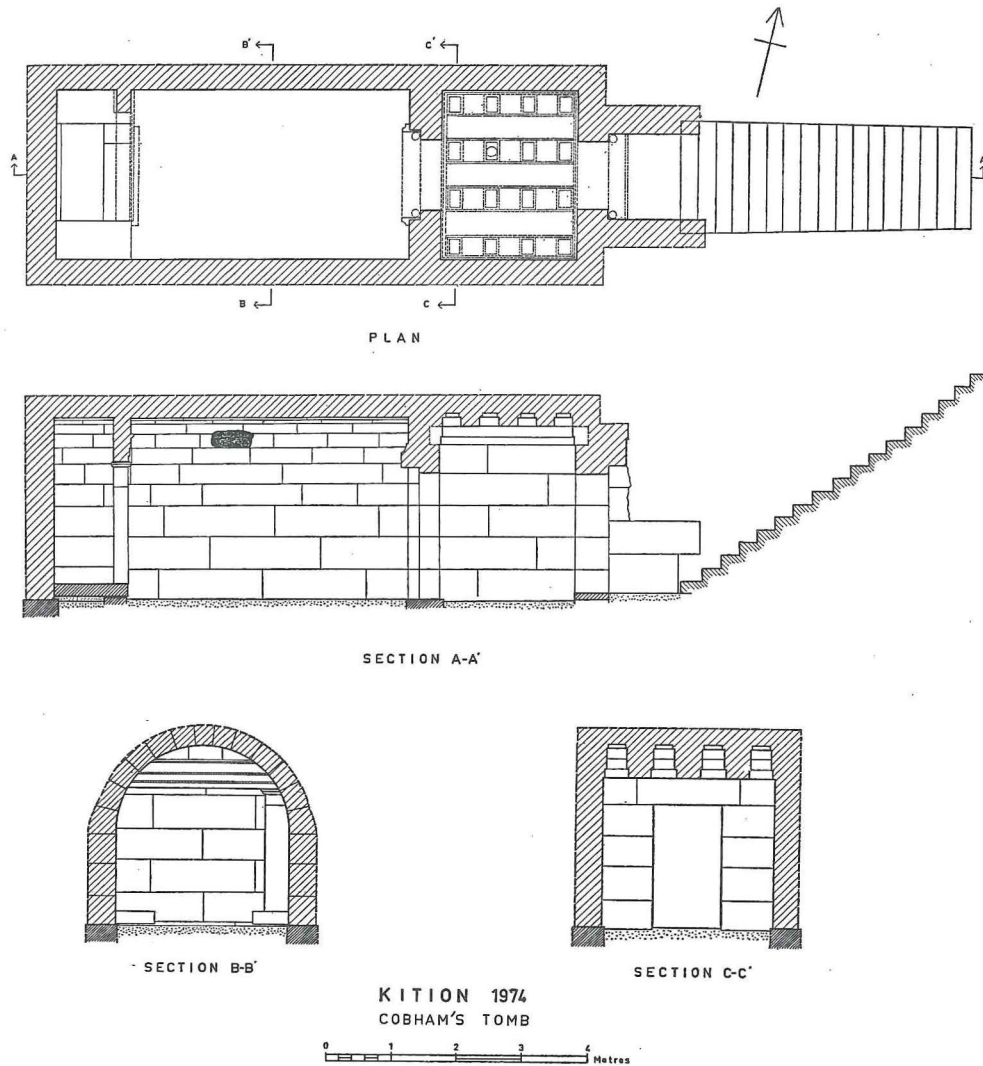 B' C'
A A'
B C
PLAN
SECTION A-A'
SECTION B-B'
SECTION C-C'
KITION 1974
COBHAM'S TOMB
0 1 2 3 4
Metres